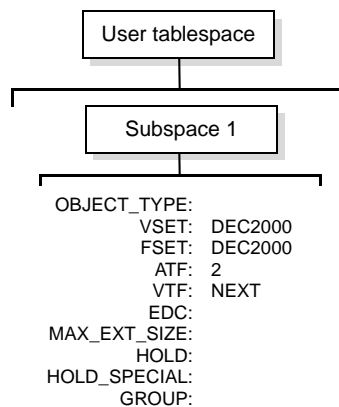 User tablespace
Subspace 1
OBJECT_TYPE:
VSET: DEC2000
FSET: DEC2000
ATF: 2
VTF: NEXT
EDC:
MAX_EXT_SIZE:
HOLD:
HOLD_SPECIAL:
GROUP: